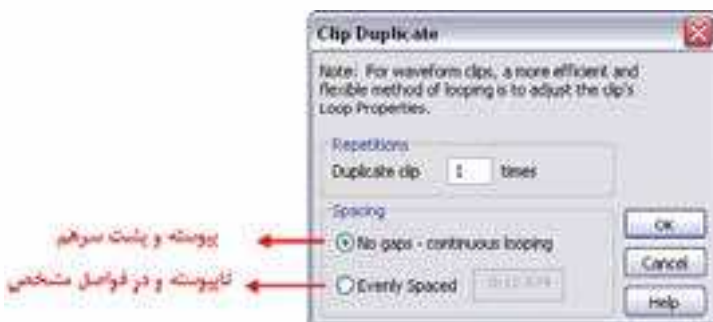 Clip Duplicate
Note: For waveform clips, a more efficient and
flexible method of looping is to adjust the clip's
Loop Properties.
Repetitions
Duplicate clip 1 times
Spacing
No gaps - continuous looping
Evenly Spaced
OK
Cancel
Help
پیوسته و پشت سرهم
ناپیوسته و در فواصل مشخص